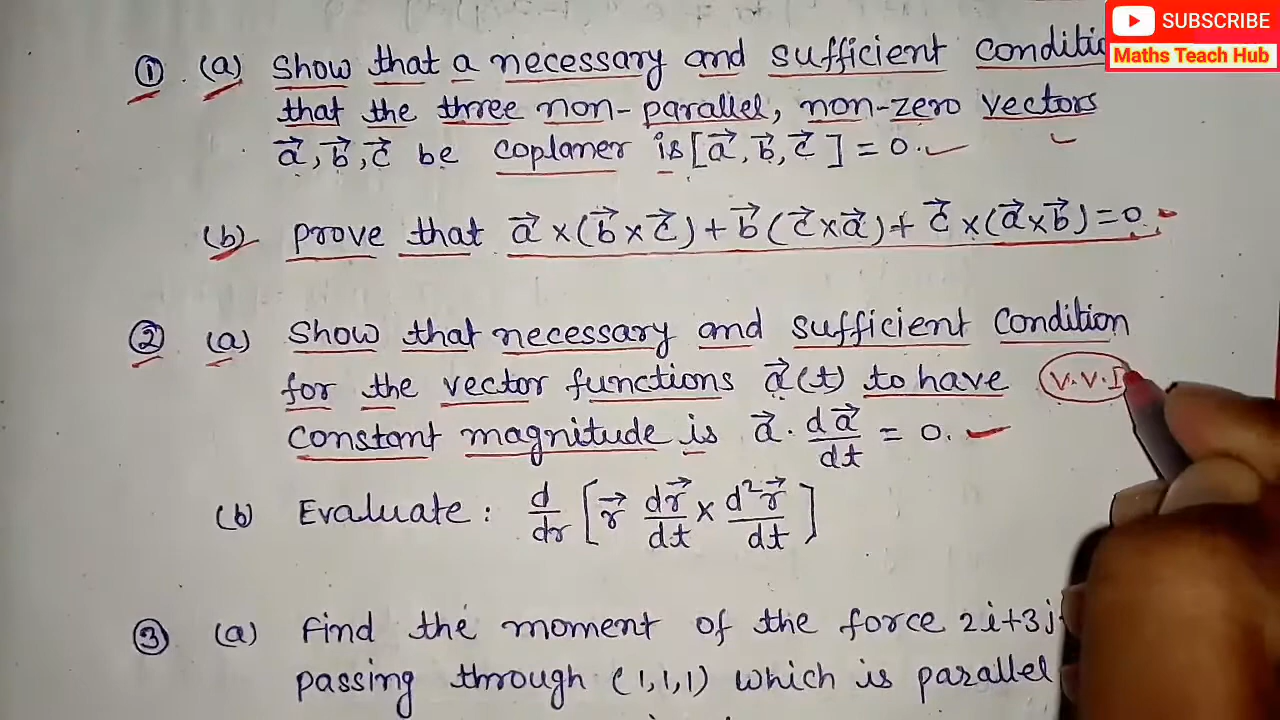 SUBSCRIBE
Maths Teach Hub
① (a) Show that a necessary and sufficient
that the three non-parallel, non-zero vectors
a⃗, b⃗, c⃗ be coplaner is [a⃗, b⃗, c⃗] = 0.
(b) prove that a⃗ × (b⃗ × c⃗) + b⃗ (c⃗ × a⃗) + c⃗ × (a⃗ × b⃗) = 0.
② (a) Show that necessary and sufficient condition
for the vector functions a⃗(t) to have V.V.I
constant magnitude is a⃗ · da⃗/dt = 0.
(b) Evaluate : d/dr [r⃗ dr⃗/dt × d²r⃗/dt]
③ (a) Find the moment of the force 2i+3j
passing through (1,1,1) which is parallel